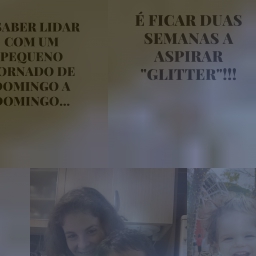 SABER LIDAR
COM UM
PEQUENO
TORNADO DE
DOMINGO A
DOMINGO...
É FICAR DUAS
SEMANAS A
ASPIRAR
"GLITTER"!!!